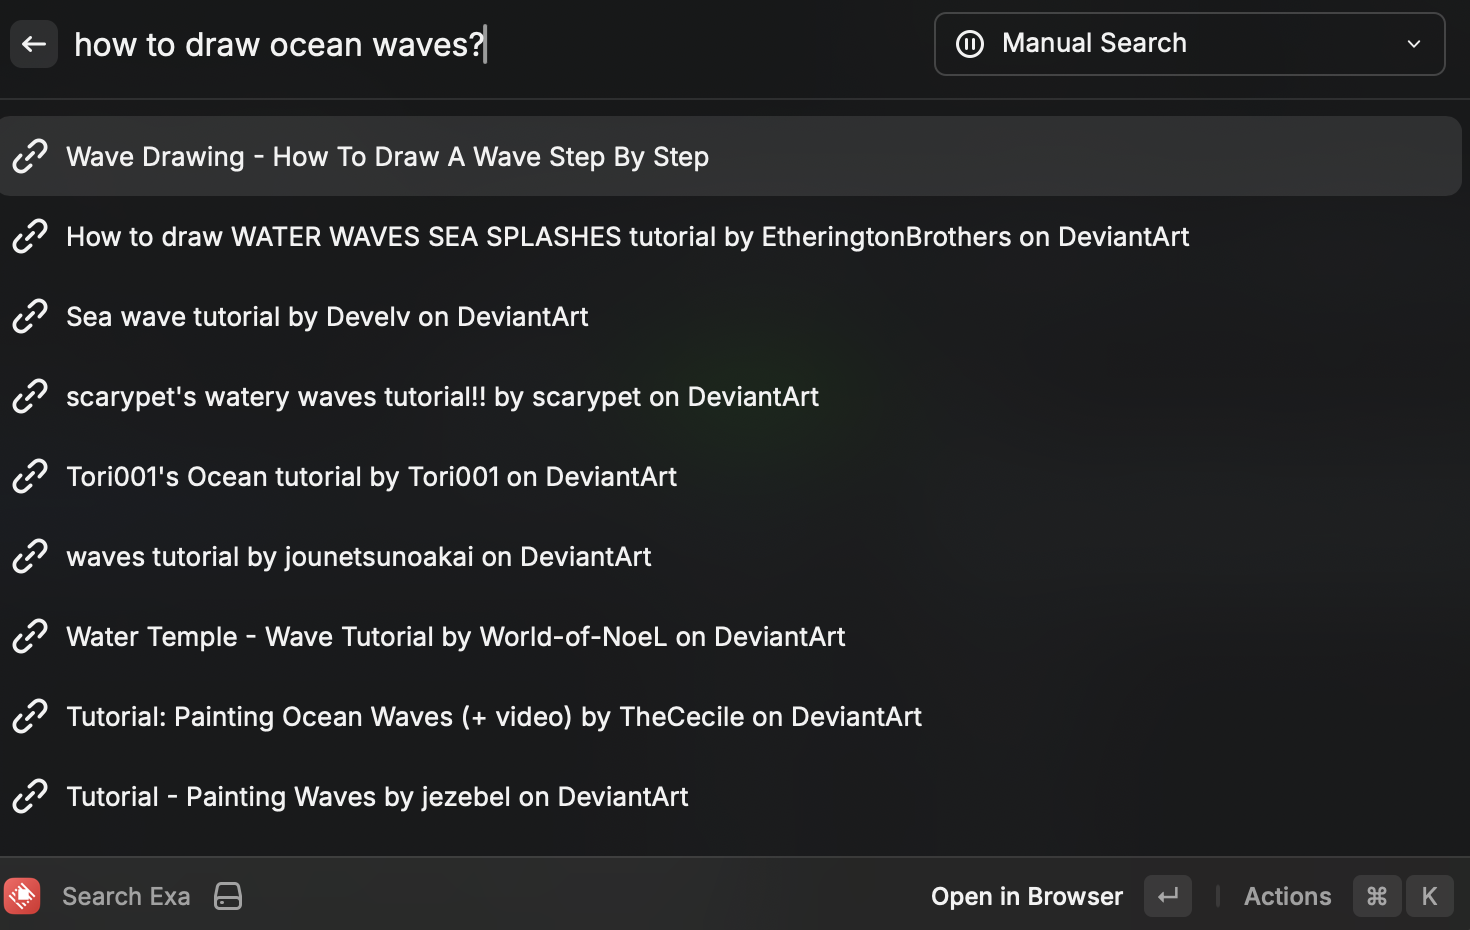 how to draw ocean waves?
Manual Search
Wave Drawing - How To Draw A Wave Step By Step
How to draw WATER WAVES SEA SPLASHES tutorial by EtheringtonBrothers on DeviantArt
Sea wave tutorial by Develv on DeviantArt
scarypet's watery waves tutorial!! by scarypet on DeviantArt
Tori001's Ocean tutorial by Tori001 on DeviantArt
waves tutorial by jounetsunoakai on DeviantArt
Water Temple - Wave Tutorial by World-of-NoeL on DeviantArt
Tutorial: Painting Ocean Waves (+ video) by TheCecile on DeviantArt
Tutorial - Painting Waves by jezebel on DeviantArt
Search Exa
Open in Browser ↵
Actions ⌘ K